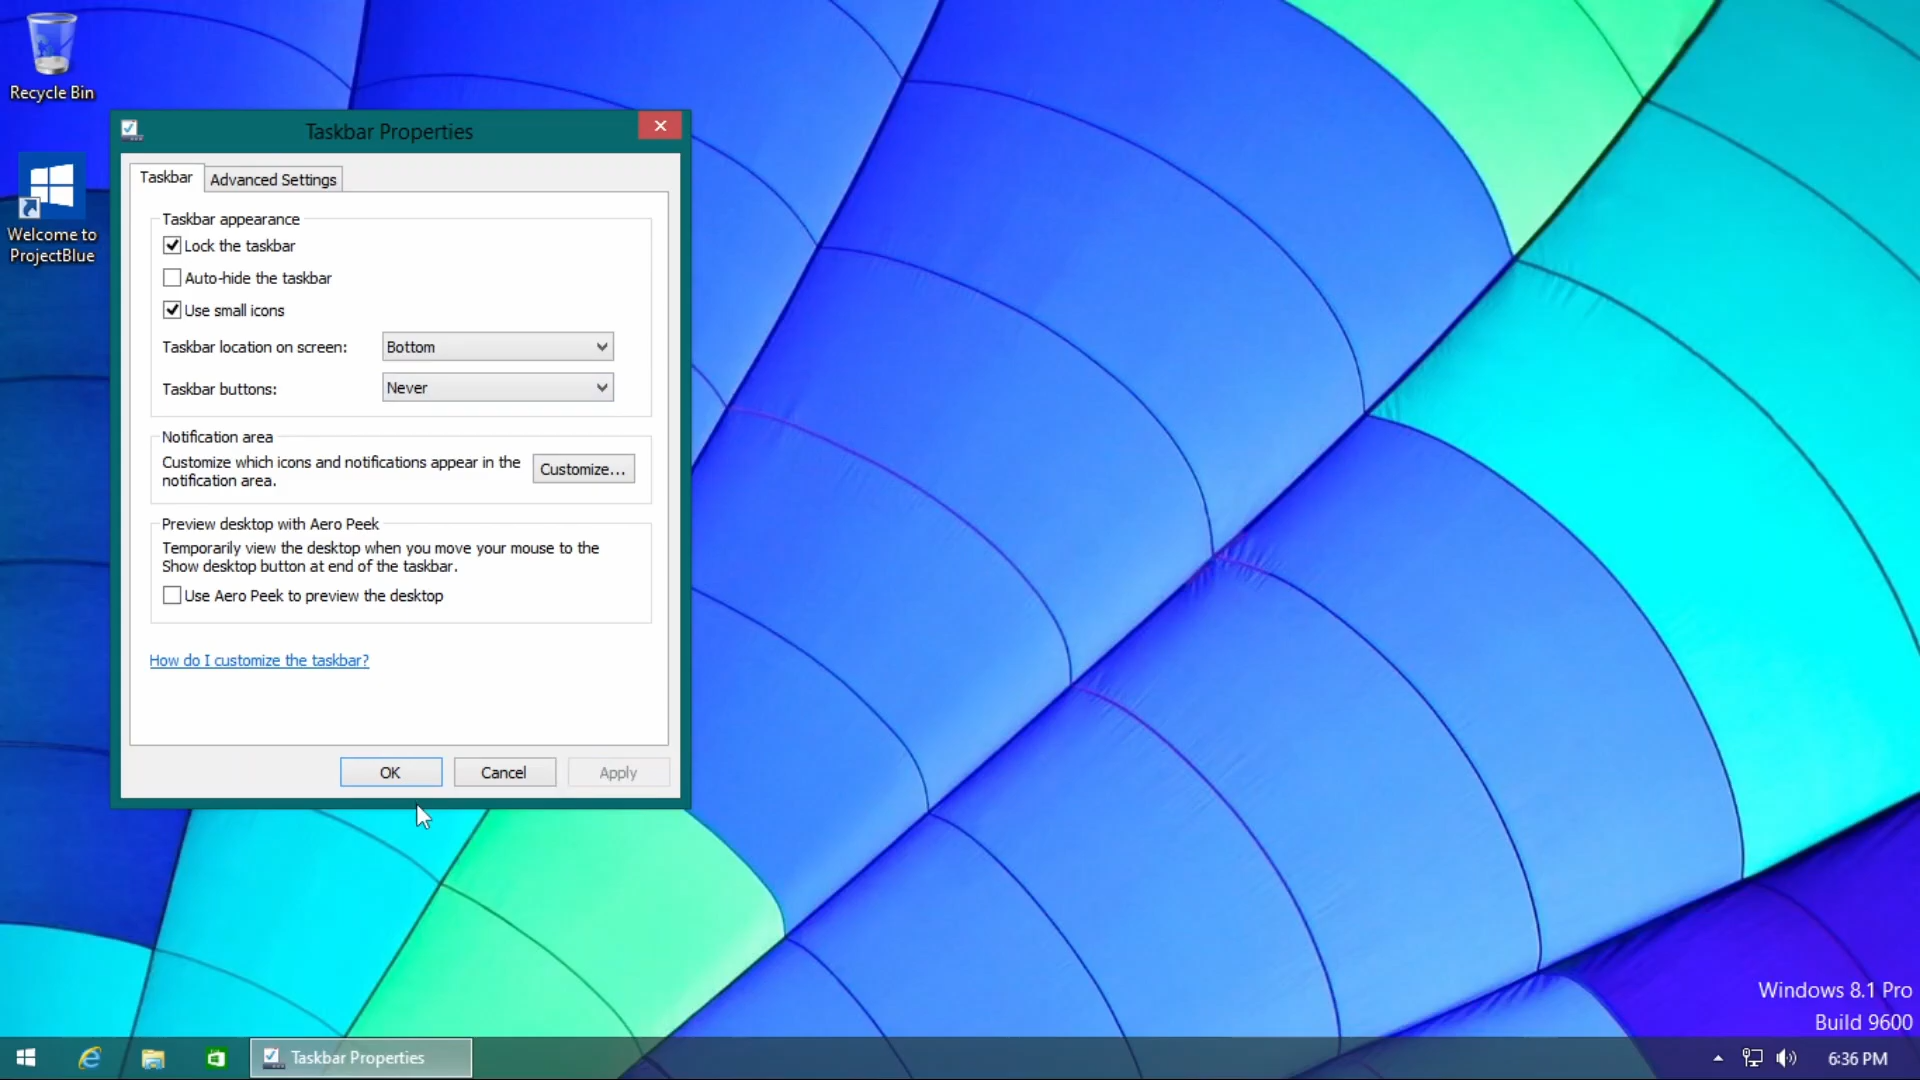 Recycle Bin
Welcome to
ProjectBlue
Taskbar Properties
Taskbar
Advanced Settings
Taskbar appearance
Lock the taskbar
Auto-hide the taskbar
Use small icons
Taskbar location on screen:
Bottom
Taskbar buttons:
Never
Notification area
Customize which icons and notifications appear in the
notification area.
Customize...
Preview desktop with Aero Peek
Temporarily view the desktop when you move your mouse to the
Show desktop button at end of the taskbar.
Use Aero Peek to preview the desktop
How do I customize the taskbar?
OK
Cancel
Apply
Windows 8.1 Pro
Build 9600
Taskbar Properties
6:36 PM